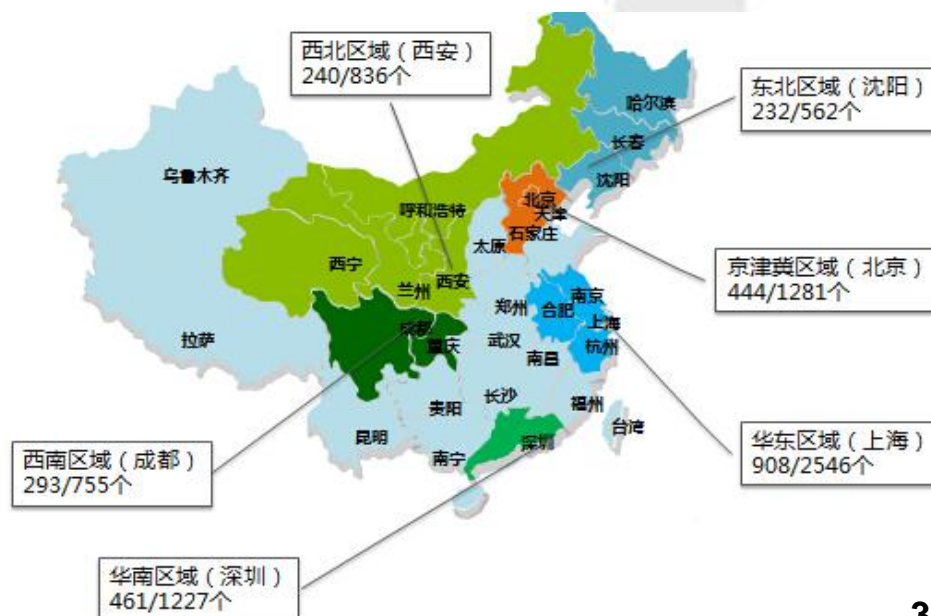 西北区域（西安）
240/836个
东北区域（沈阳）
232/562个
哈尔滨
长春
沈阳
乌鲁木齐
呼和浩特
北京
天津
石家庄
太原
西宁
兰州
西安
京津冀区域（北京）
444/1281个
郑州
合肥
南京
上海
杭州
拉萨
成都
重庆
武汉
南昌
长沙
贵阳
福州
台湾
昆明
南宁
深圳
西南区域（成都）
293/755个
华东区域（上海）
908/2546个
华南区域（深圳）
461/1227个
3